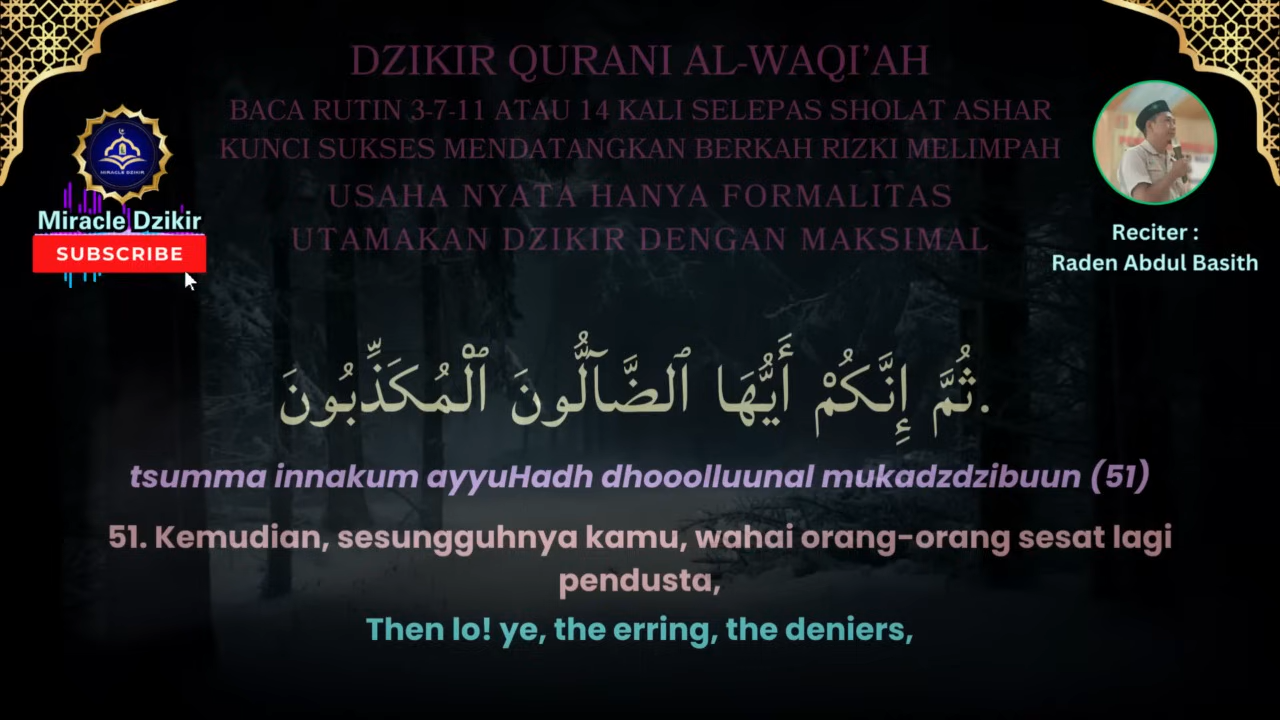 DZIKIR QURANI AL-WAQI'AH
BACA RUTIN 3-7-11 ATAU 14 KALI SELEPAS SHOLAT ASHAR
KUNCI SUKSES MENDATANGKAN BERKAH RIZKI MELIMPAH
USAHA NYATA HANYA FORMALITAS
UTAMAKAN DZIKIR DENGAN MAKSIMAL
MIRACLE DZIKIR
Miracle Dzikir
SUBSCRIBE
Reciter :
Raden Abdul Basith
ثُمَّ إِنَّكُمْ أَيُّهَا ٱلضَّآلُّونَ ٱلْمُكَذِّبُونَ.
tsumma innakum ayyuHadh dhooolluunal mukadzdzibuun (51)
51. Kemudian, sesungguhnya kamu, wahai orang-orang sesat lagi
pendusta,
Then lo! ye, the erring, the deniers,